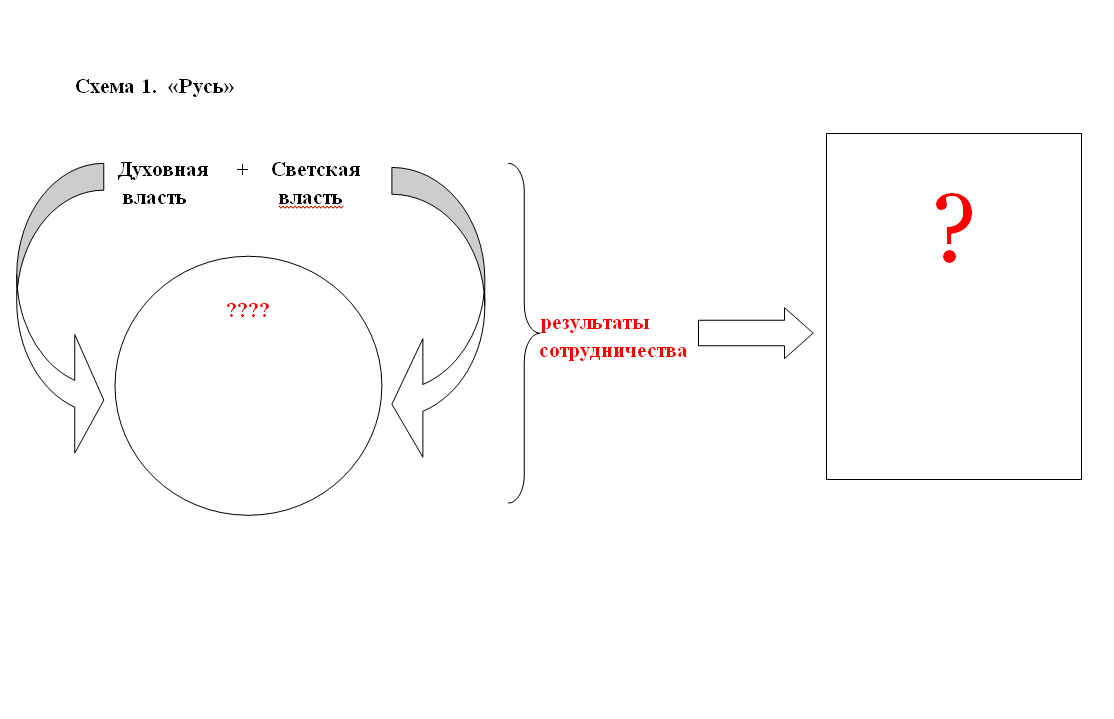 Схема 1. «Русь»
Духовная + Светская
власть власть
????
результаты
сотрудничества
?